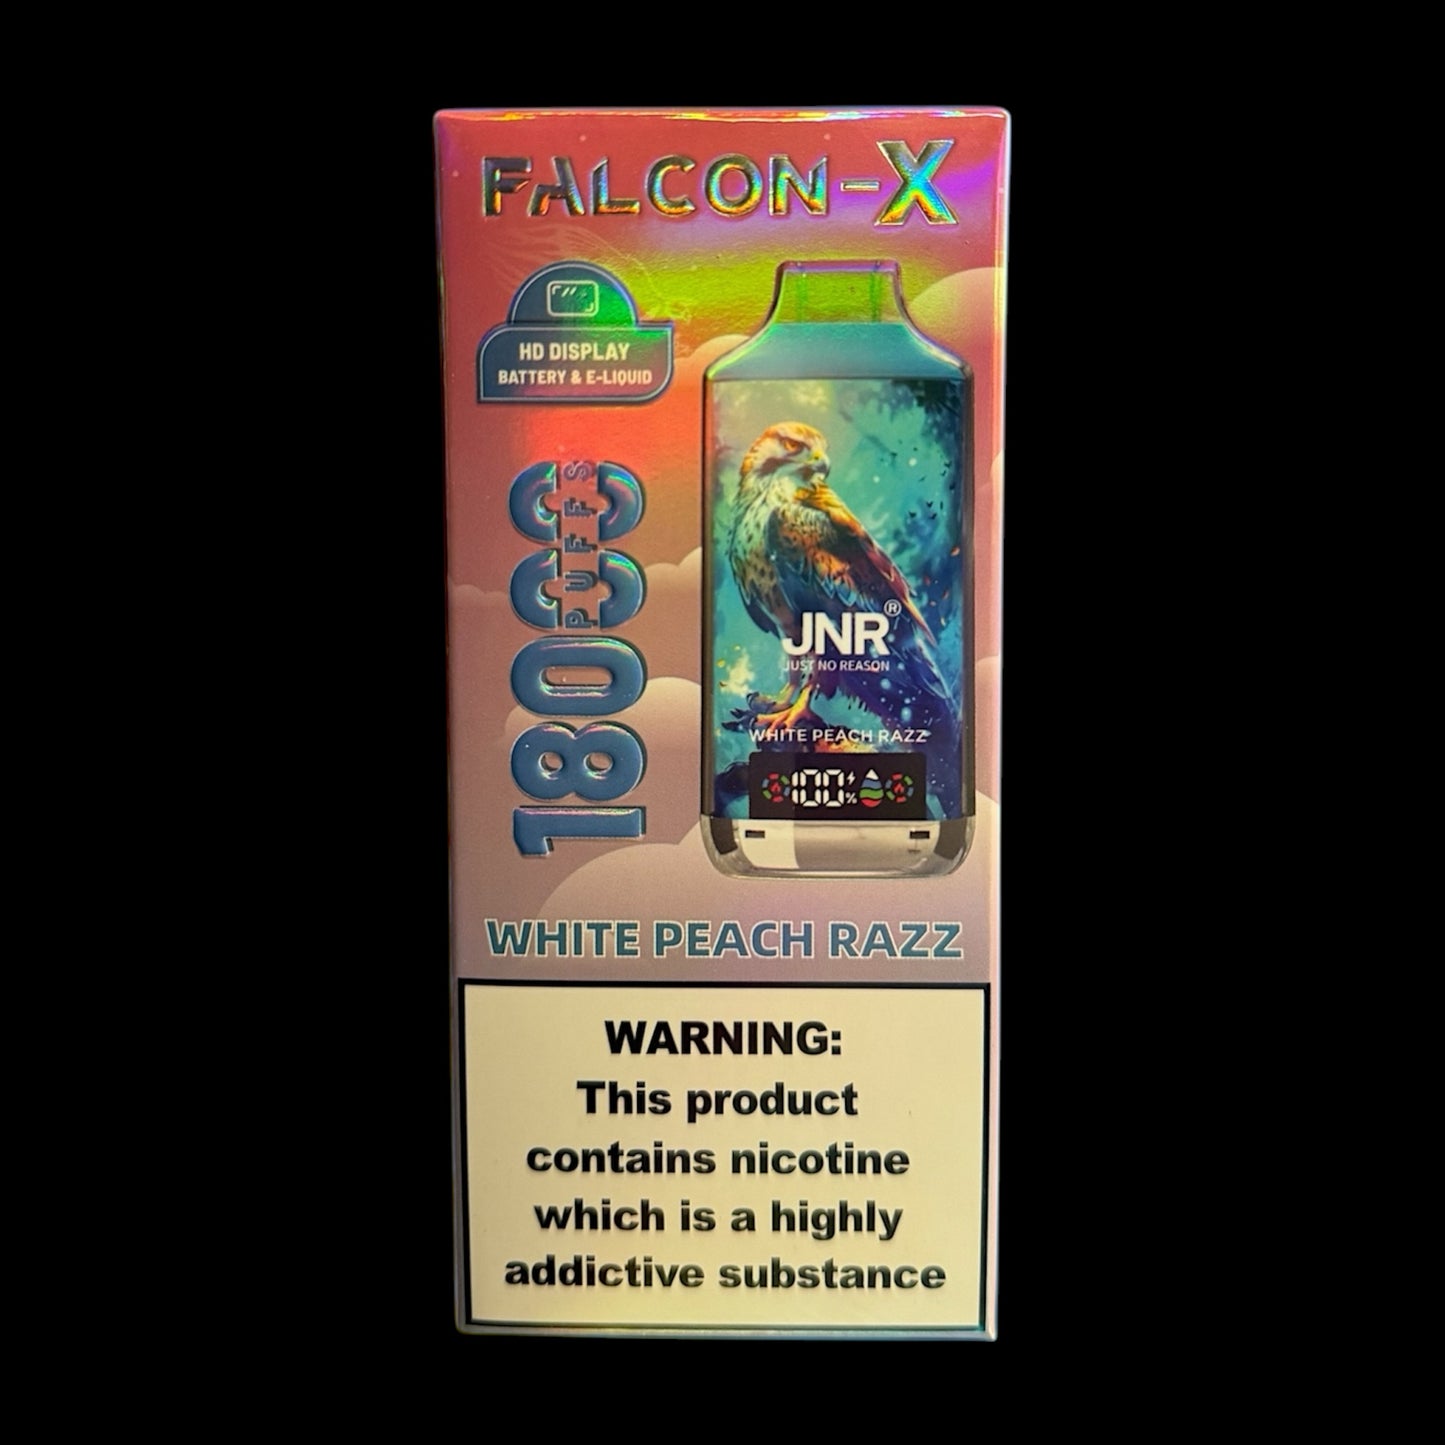 FALCON-X
HD DISPLAY
BATTERY & E-LIQUID
18000
PUFFS
JNR®
JUST NO REASON
WHITE PEACH RAZZ
100%
WHITE PEACH RAZZ
WARNING:
This product
contains nicotine
which is a highly
addictive substance